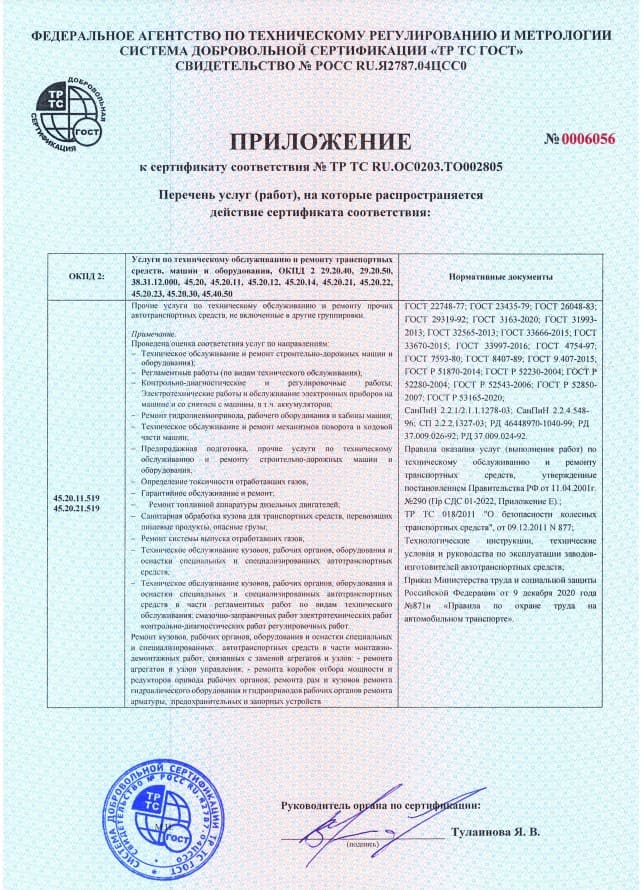 ФЕДЕРАЛЬНОЕ АГЕНТСТВО ПО ТЕХНИЧЕСКОМУ РЕГУЛИРОВАНИЮ И МЕТРОЛОГИИ
СИСТЕМА ДОБРОВОЛЬНОЙ СЕРТИФИКАЦИИ «ТР ТС ГОСТ»
СВИДЕТЕЛЬСТВО № РОСС RU.Я2787.04ЦСС0
ДОБРОВОЛЬНАЯ СЕРТИФИКАЦИЯ
ТР
ТС
ГОСТ
ПРИЛОЖЕНИЕ
№0006056
к сертификату соответствия № ТР ТС RU.ОС0203.ТО002805
Перечень услуг (работ), на которые распространяется
действие сертификата соответствия:
ОКПД 2:
Услуги по техническому обслуживанию и ремонту транспортных
средств, машин и оборудования, ОКПД 2 29.20.40, 29.20.50,
38.31.12.000, 45.20, 45.20.11, 45.20.12, 45.20.14, 45.20.21, 45.20.22,
45.20.23, 45.20.30, 45.40.50
Нормативные документы
45.20.11.519
45.20.21.519
Прочие услуги по техническому обслуживанию и ремонту прочих
автотранспортных средств, не включенные в другие группировки.
Примечание.
Проведена оценка соответствия услуг по направлениям:
– Техническое обслуживание и ремонт строительно-дорожных машин и
оборудования;
– Регламентные работы (по видам технического обслуживания);
– Контрольно-диагностические и регулировочные работы;
Электротехнические работы и обслуживание электронных приборов на
машине и со снятием с машины, в т.ч. аккумуляторов;
– Ремонт гидропневмопривода, рабочего оборудования и кабины машин;
– Техническое обслуживание и ремонт механизмов поворота и ходовой
части машин;
– Предпродажная подготовка, прочие услуги по техническому
обслуживанию и ремонту строительно-дорожных машин и
оборудования;
– Определение токсичности отработавших газов,
– Гарантийное обслуживание и ремонт;
– Ремонт топливной аппаратуры дизельных двигателей;
– Санитарная обработка кузова для транспортных средств, перевозящих
пищевые продукты, опасные грузы;
– Ремонт системы выпуска отработавших газов,
– Техническое обслуживание кузовов, рабочих органов, оборудования и
оснастки специальных и специализированных автотранспортных
средств;
– Техническое обслуживание кузовов, рабочих органов, оборудования и
оснастки специальных и специализированных автотранспортных
средств в части регламентных работ по видам технического
обслуживания; смазочно-заправочных работ электротехнических работ
контрольно-диагностических работ регулировочных работ.
Ремонт кузовов, рабочих органов, оборудования и оснастки специальных
и специализированных автотранспортных средств в части монтажно-
демонтажных работ, связанных с заменой агрегатов и узлов: - ремонта
агрегатов и узлов управления; - ремонта коробок отбора мощности и
редукторов привода рабочих органов; ремонта рам и кузовов ремонта
гидравлического оборудования и гидроприводов рабочих органов ремонта
арматуры, предохранительных и запорных устройств
ГОСТ 22748-77; ГОСТ 23435-79; ГОСТ 26048-83;
ГОСТ 29319-92; ГОСТ 3163-2020; ГОСТ 31993-
2013; ГОСТ 32565-2013; ГОСТ 33666-2015; ГОСТ
33670-2015; ГОСТ 33997-2016; ГОСТ 4754-97;
ГОСТ 7593-80; ГОСТ 8407-89; ГОСТ 9.407-2015;
ГОСТ Р 51870-2014; ГОСТ Р 52230-2004; ГОСТ Р
52280-2004; ГОСТ Р 52543-2006; ГОСТ Р 52850-
2007; ГОСТ Р 53165-2020;
СанПиН 2.2.1/2.1.1.1278-03; СанПиН 2.2.4.548-
96; СП 2.2.2.1327-03; РД 46448970-1040-99; РД
37.009.026-92; РД 37.009.024-92.
Правила оказания услуг (выполнения работ) по
техническому обслуживанию и ремонту
транспортных средств, утвержденные
постановлением Правительства РФ от 11.04.2001г.
№290 (Пр СДС 01-2022, Приложение Е).;
ТР ТС 018/2011 "О безопасности колесных
транспортных средств", от 09.12.2011 N 877;
Технологические инструкции, технические
условия и руководства по эксплуатации заводов-
изготовителей автотранспортных средств;
Приказ Министерства труда и социальной защиты
Российской Федерации от 9 декабря 2020 года
№871н «Правила по охране труда на
автомобильном транспорте».
СИСТЕМА ДОБРОВОЛЬНОЙ СЕРТИФИКАЦИИ ТР ТС ГОСТ
СВИДЕТЕЛЬСТВО № РОСС RU.Я2787.04ЦСС0
ТР
ТС
ГОСТ
Руководитель органа по сертификации:
Туланнова Я. В.
(подпись)